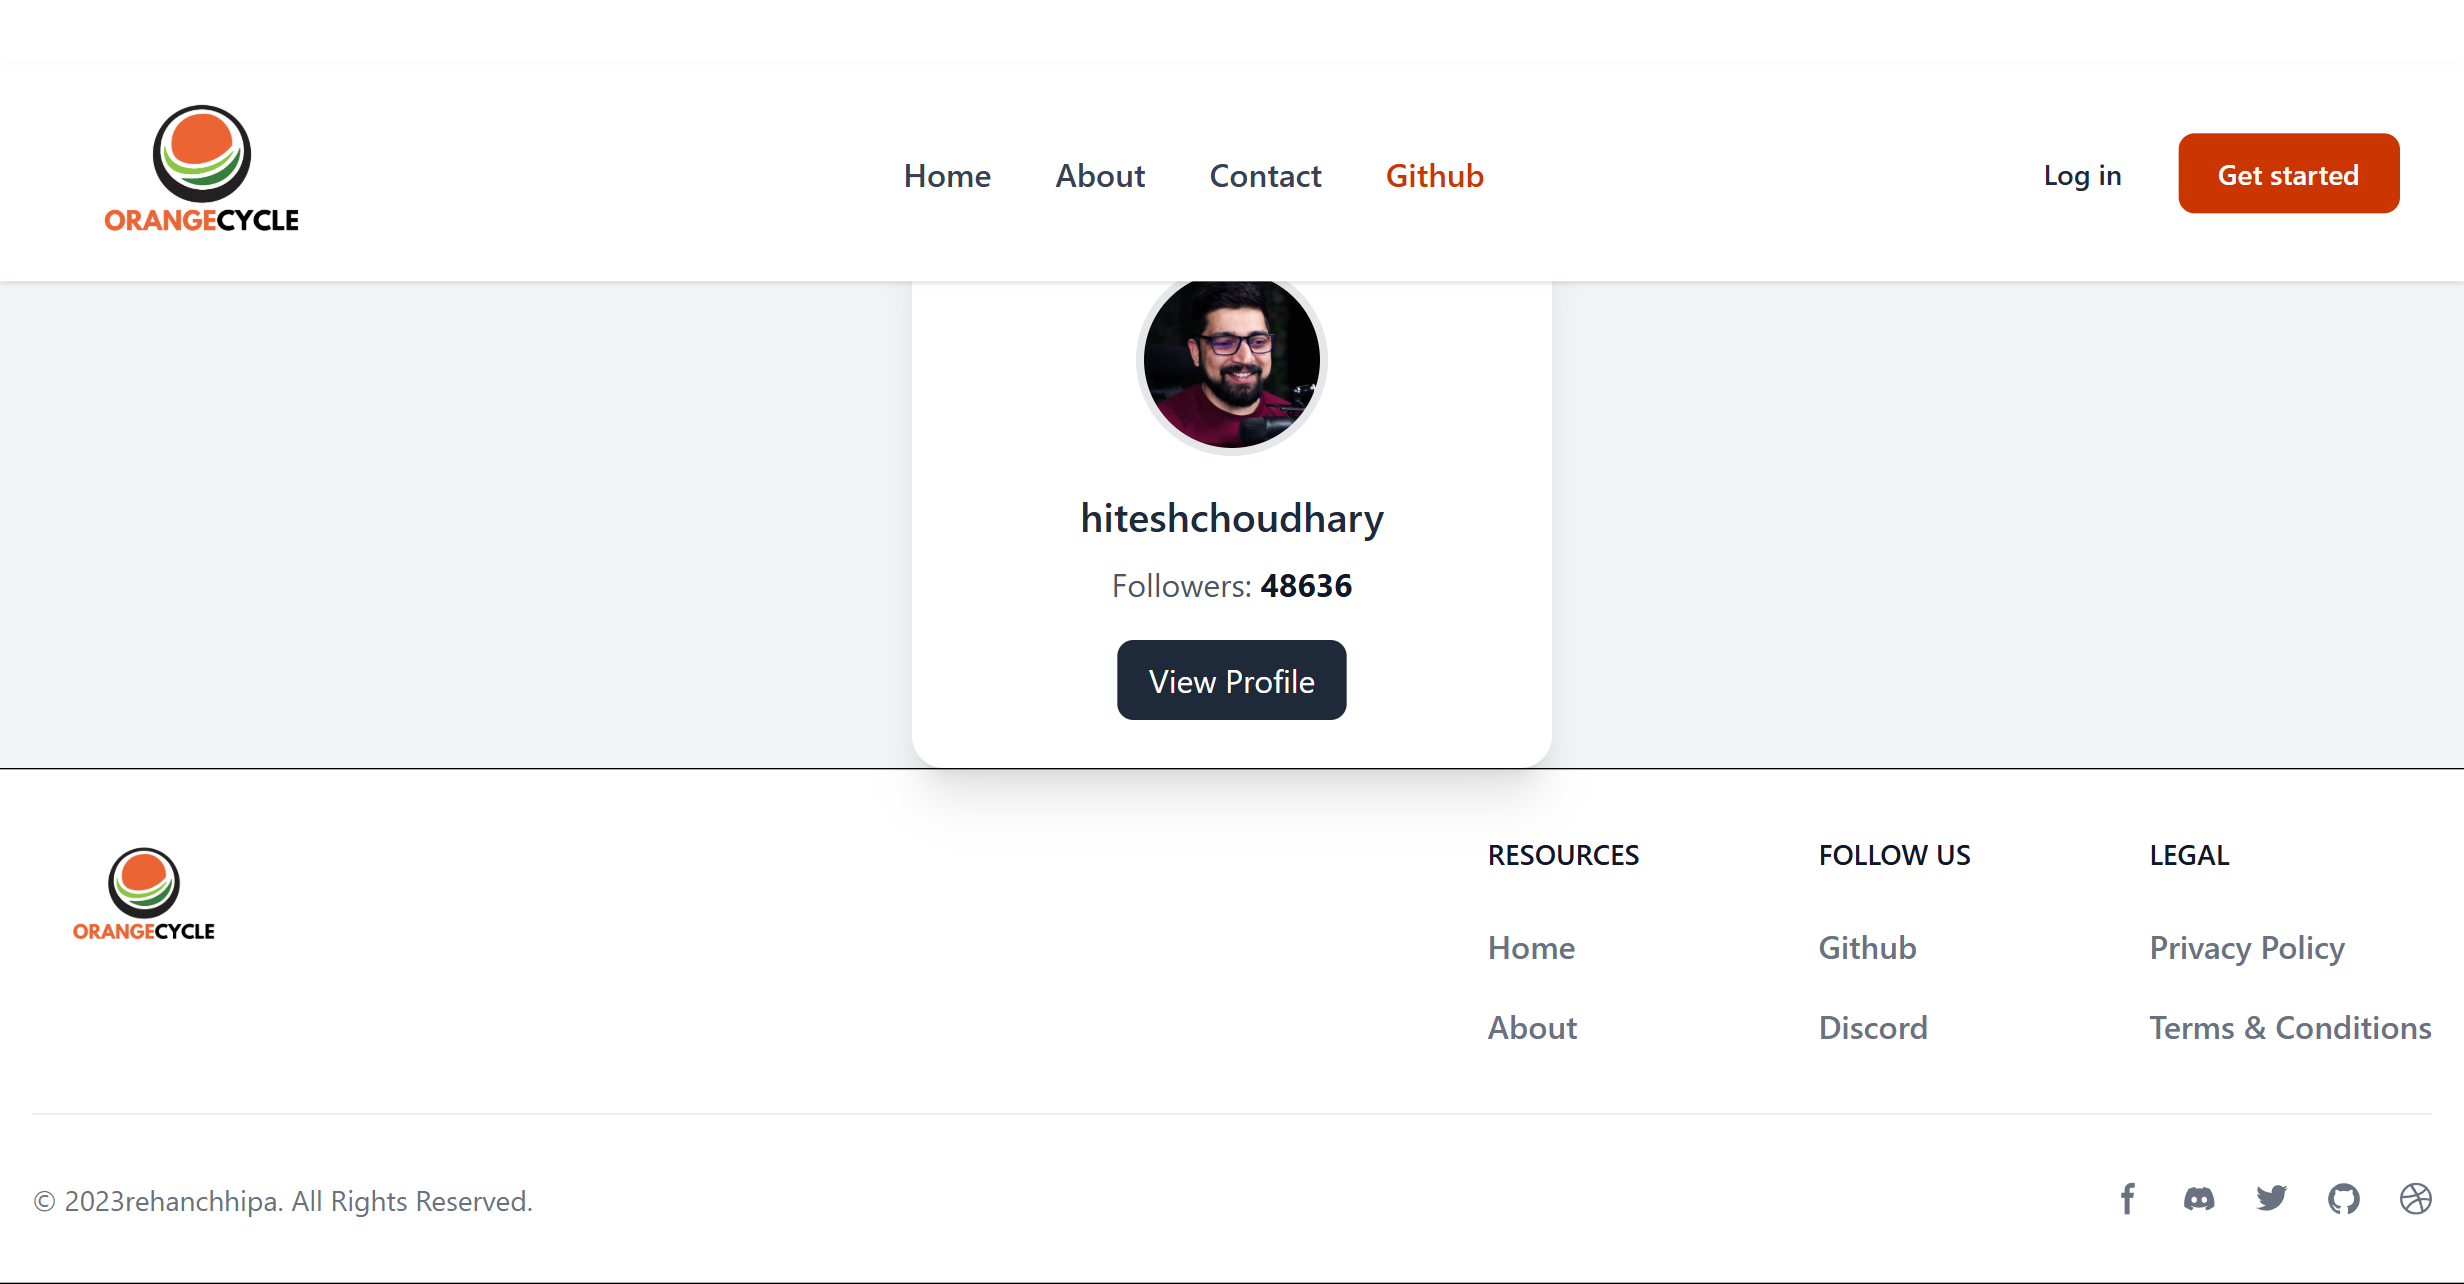 ORANGECYCLE
Home About Contact Github
Log in Get started
hiteshchoudhary
Followers: 48636
View Profile
ORANGECYCLE
RESOURCES
Home
About
FOLLOW US
Github
Discord
LEGAL
Privacy Policy
Terms & Conditions
© 2023rehanchhipa. All Rights Reserved.